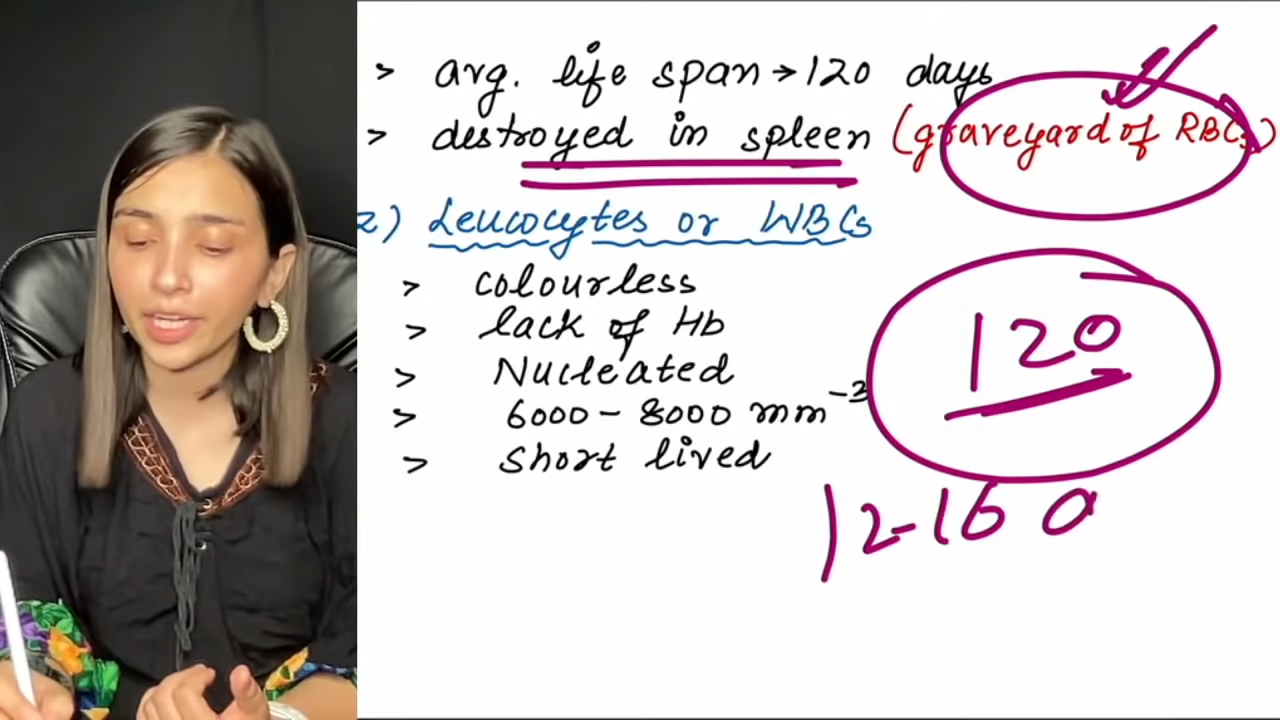 > avg. life span → 120 days
> destroyed in spleen (graveyard of RBCs)
2) Leucocytes or WBCs
> Colourless
> lack of Hb
> Nucleated
> 6000 - 8000 mm⁻³
> Short lived
120
12-16